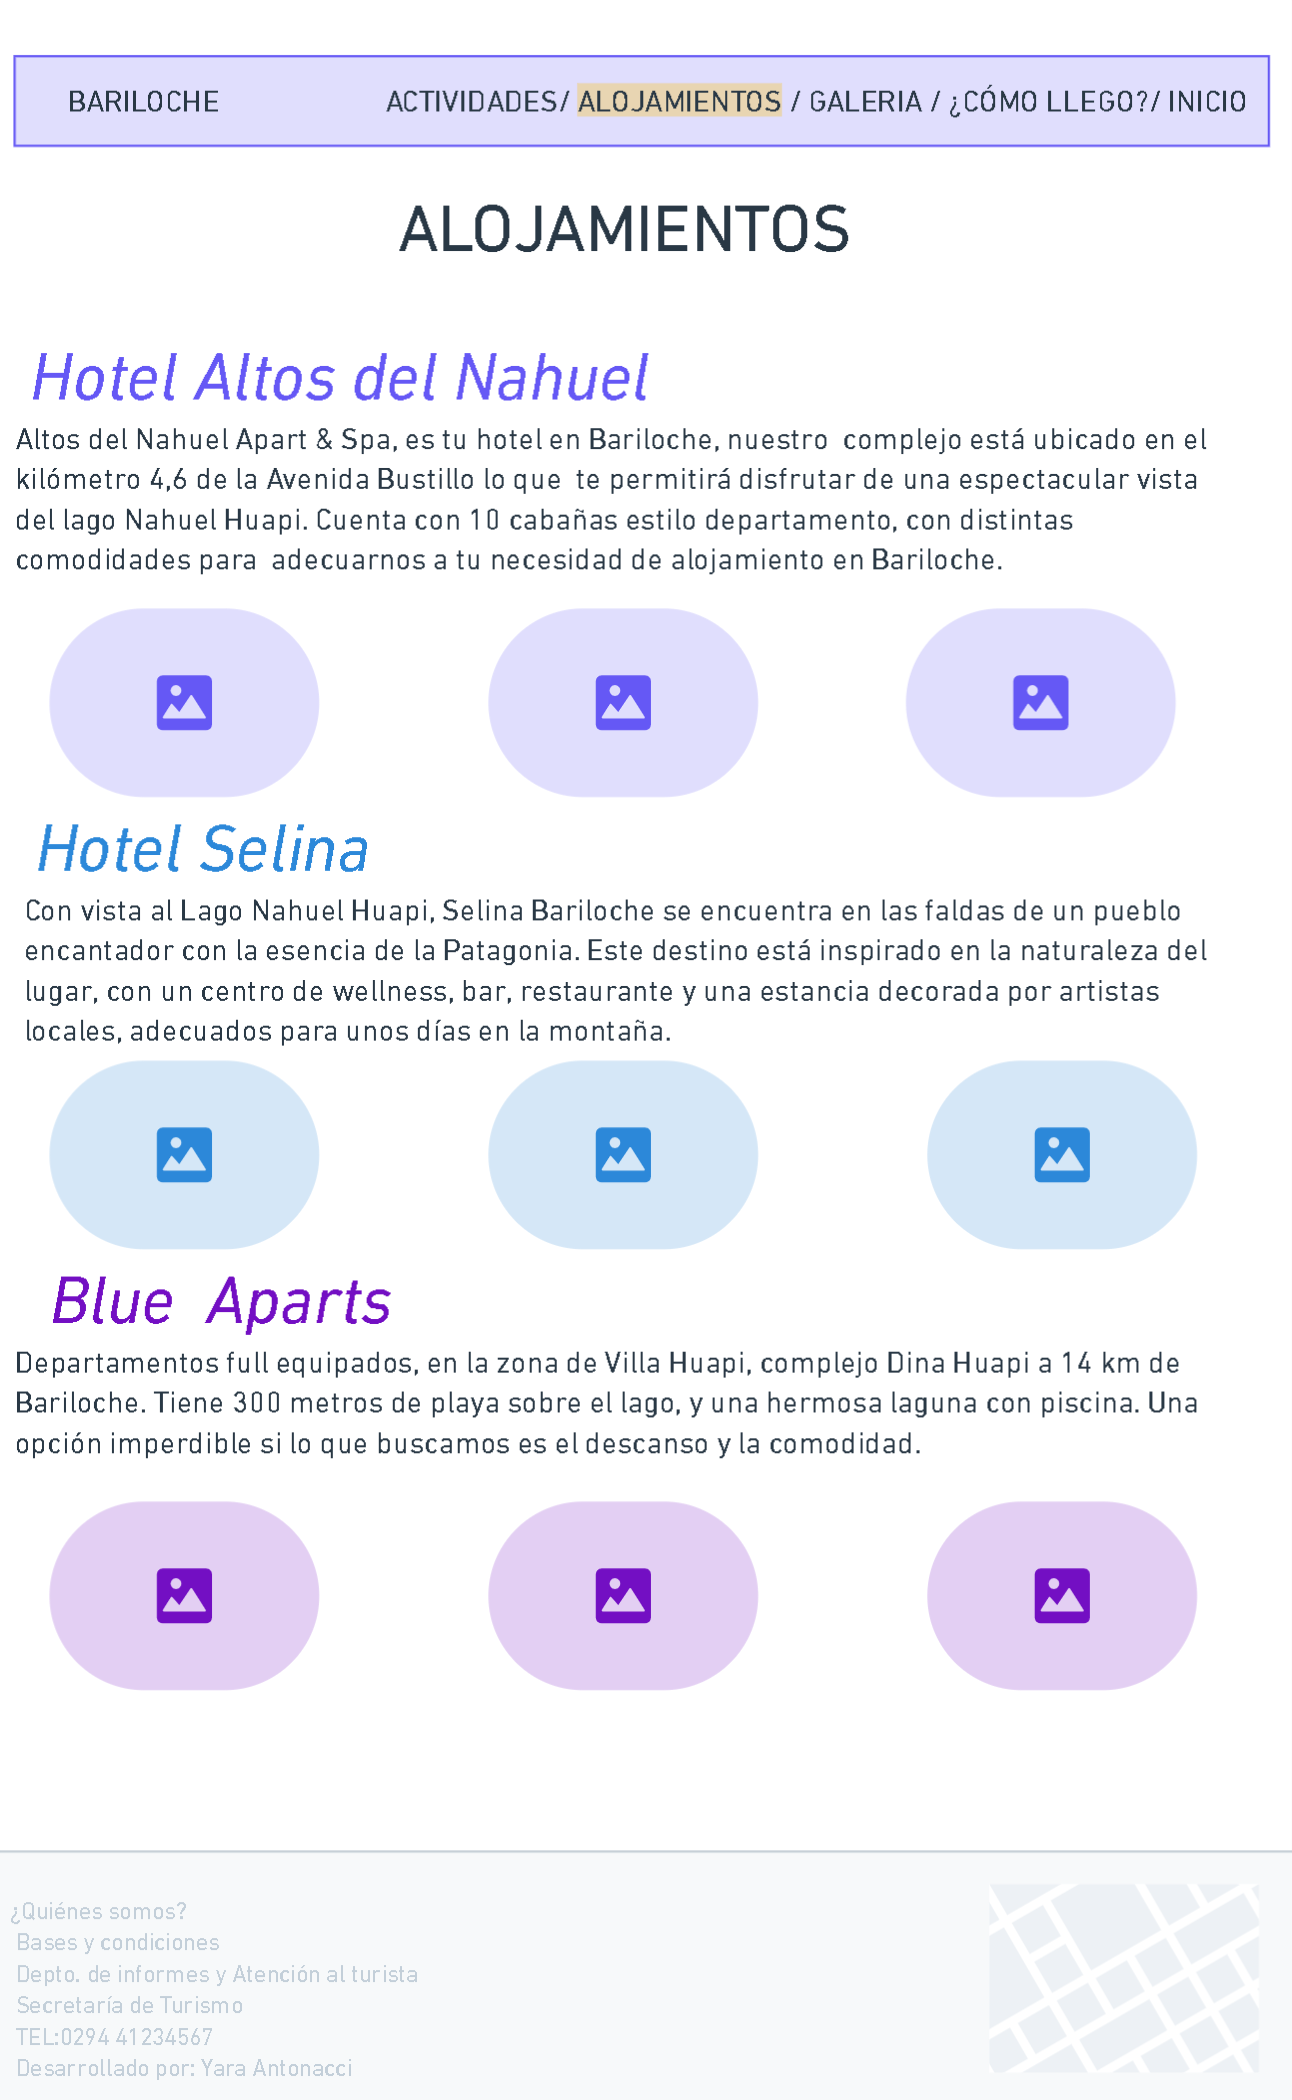 BARILOCHE ACTIVIDADES/ ALOJAMIENTOS / GALERIA / ¿CÓMO LLEGO?/ INICIO
ALOJAMIENTOS
Hotel Altos del Nahuel
Altos del Nahuel Apart & Spa, es tu hotel en Bariloche, nuestro complejo está ubicado en el
kilómetro 4,6 de la Avenida Bustillo lo que te permitirá disfrutar de una espectacular vista
del lago Nahuel Huapi. Cuenta con 10 cabañas estilo departamento, con distintas
comodidades para adecuarnos a tu necesidad de alojamiento en Bariloche.
Hotel Selina
Con vista al Lago Nahuel Huapi, Selina Bariloche se encuentra en las faldas de un pueblo
encantador con la esencia de la Patagonia. Este destino está inspirado en la naturaleza del
lugar, con un centro de wellness, bar, restaurante y una estancia decorada por artistas
locales, adecuados para unos días en la montaña.
Blue Aparts
Departamentos full equipados, en la zona de Villa Huapi, complejo Dina Huapi a 14 km de
Bariloche. Tiene 300 metros de playa sobre el lago, y una hermosa laguna con piscina. Una
opción imperdible si lo que buscamos es el descanso y la comodidad.
¿Quiénes somos?
Bases y condiciones
Depto. de informes y Atención al turista
Secretaría de Turismo
TEL:0294 41234567
Desarrollado por: Yara Antonacci